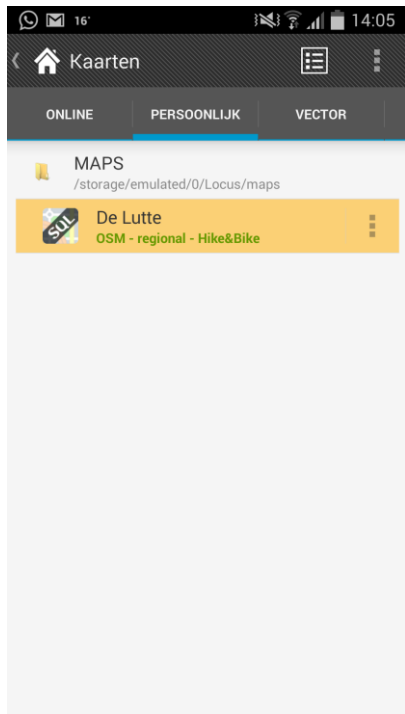 16°
14:05
Kaarten
ONLINE
PERSOONLIJK
VECTOR
MAPS
/storage/emulated/0/Locus/maps
SQL
De Lutte
OSM - regional - Hike&Bike